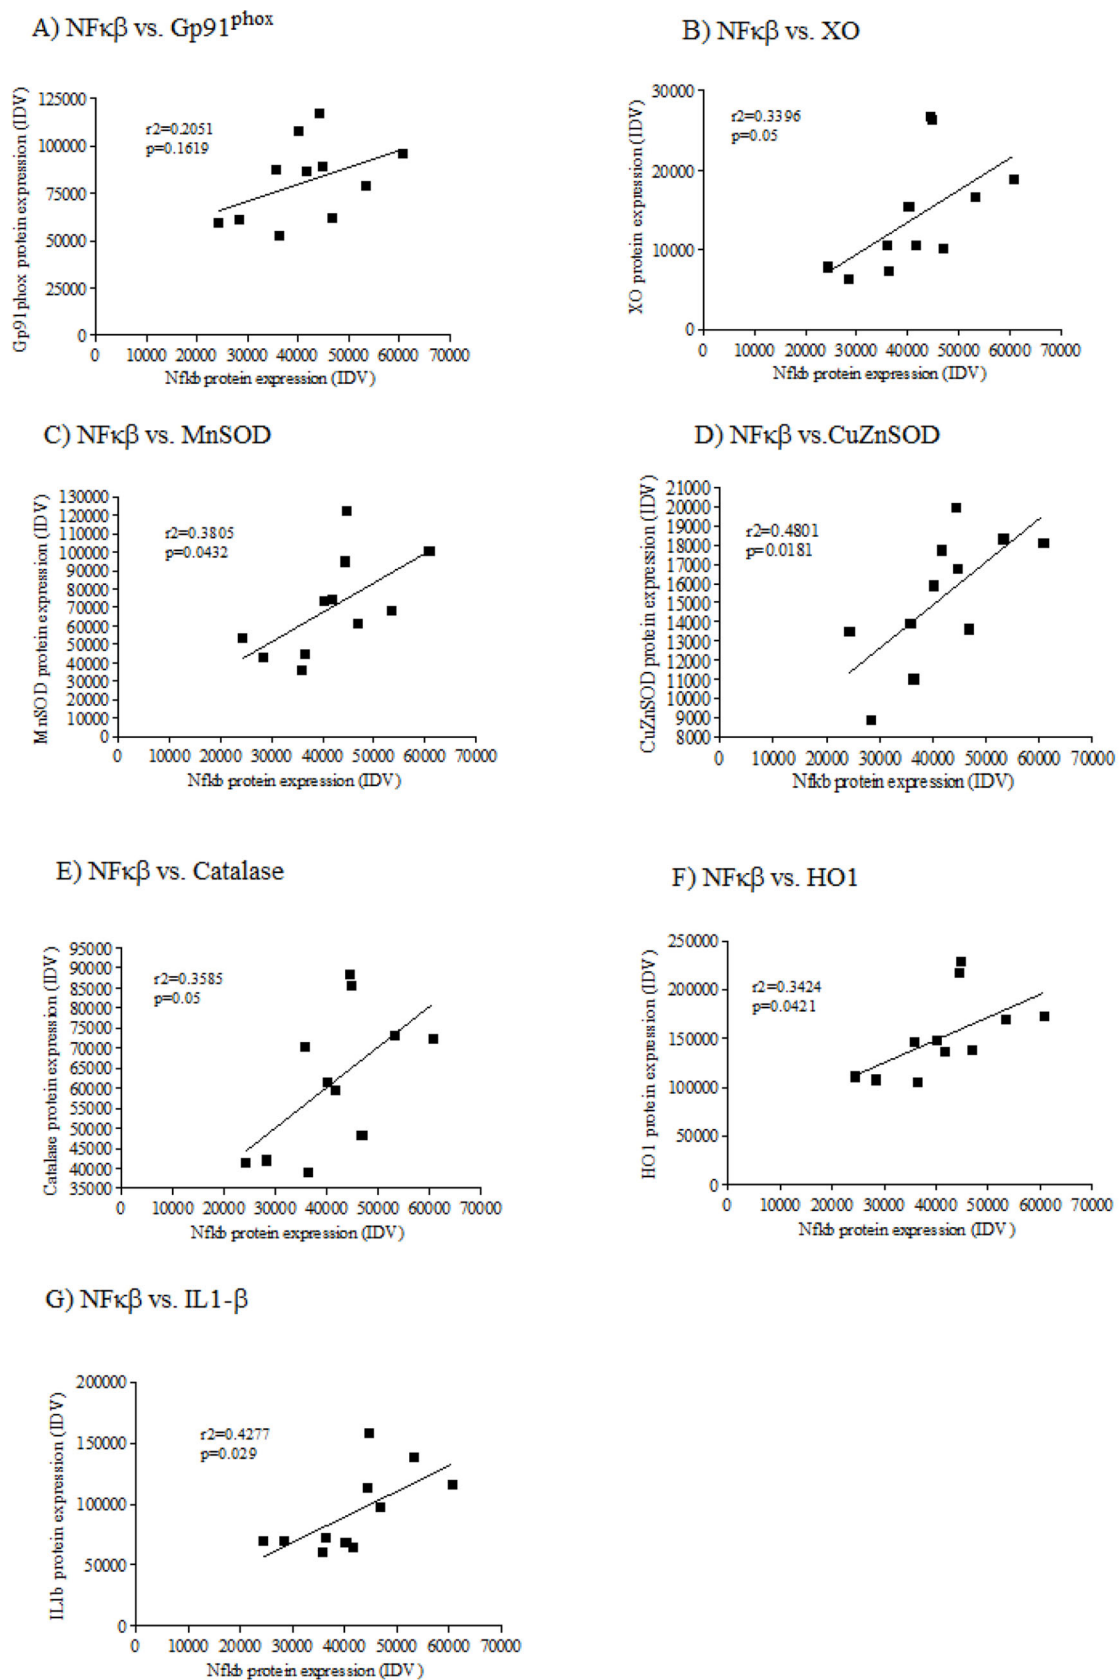 A) NFκβ vs. Gp91phox
Gp91phox protein expression (IDV)
125000
100000
75000
50000
25000
0
r2=0.2051
p=0.1619
0 10000 20000 30000 40000 50000 60000 70000
Nfkb protein expression (IDV)
B) NFκβ vs. XO
XO protein expression (IDV)
30000
20000
10000
0
r2=0.3396
p=0.05
0 10000 20000 30000 40000 50000 60000 70000
Nfkb protein expression (IDV)
C) NFκβ vs. MnSOD
MnSOD protein expression (IDV)
130000
120000
110000
100000
90000
80000
70000
60000
50000
40000
30000
20000
10000
0
r2=0.3805
p=0.0432
0 10000 20000 30000 40000 50000 60000 70000
Nfkb protein expression (IDV)
D) NFκβ vs.CuZnSOD
CuZnSOD protein expression (IDV)
21000
20000
19000
18000
17000
16000
15000
14000
13000
12000
11000
10000
9000
8000
r2=0.4801
p=0.0181
0 10000 20000 30000 40000 50000 60000 70000
Nfkb protein expression (IDV)
E) NFκβ vs. Catalase
Catalase protein expression (IDV)
95000
90000
85000
80000
75000
70000
65000
60000
55000
50000
45000
40000
35000
r2=0.3585
p=0.05
0 10000 20000 30000 40000 50000 60000 70000
Nfkb protein expression (IDV)
F) NFκβ vs. HO1
HO1 protein expression (IDV)
250000
200000
150000
100000
50000
0
r2=0.3424
p=0.0421
0 10000 20000 30000 40000 50000 60000 70000
Nfkb protein expression (IDV)
G) NFκβ vs. IL1-β
IL1b protein expression (IDV)
200000
150000
100000
50000
0
r2=0.4277
p=0.029
0 10000 20000 30000 40000 50000 60000 70000
Nfkb protein expression (IDV)